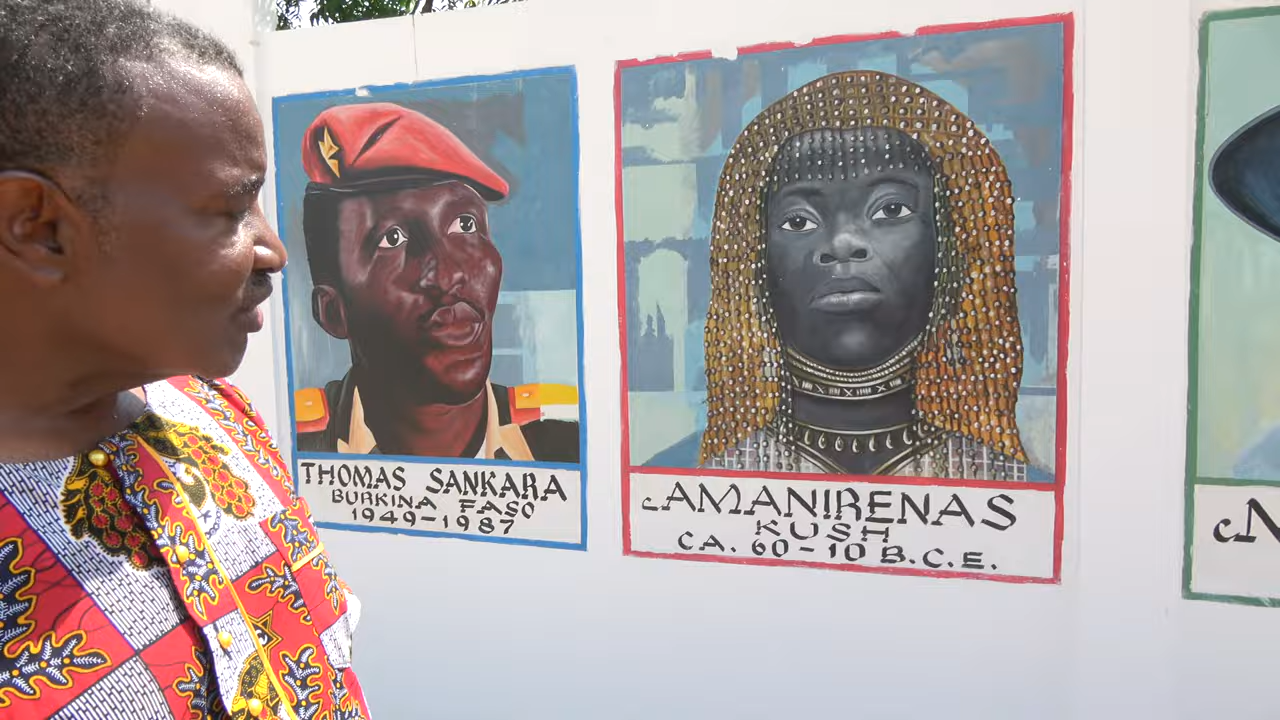 THOMAS SANKARA
BURKINA FASO
1949-1987
AMANIRENAS
KUSH
CA. 60-10 B.C.E.